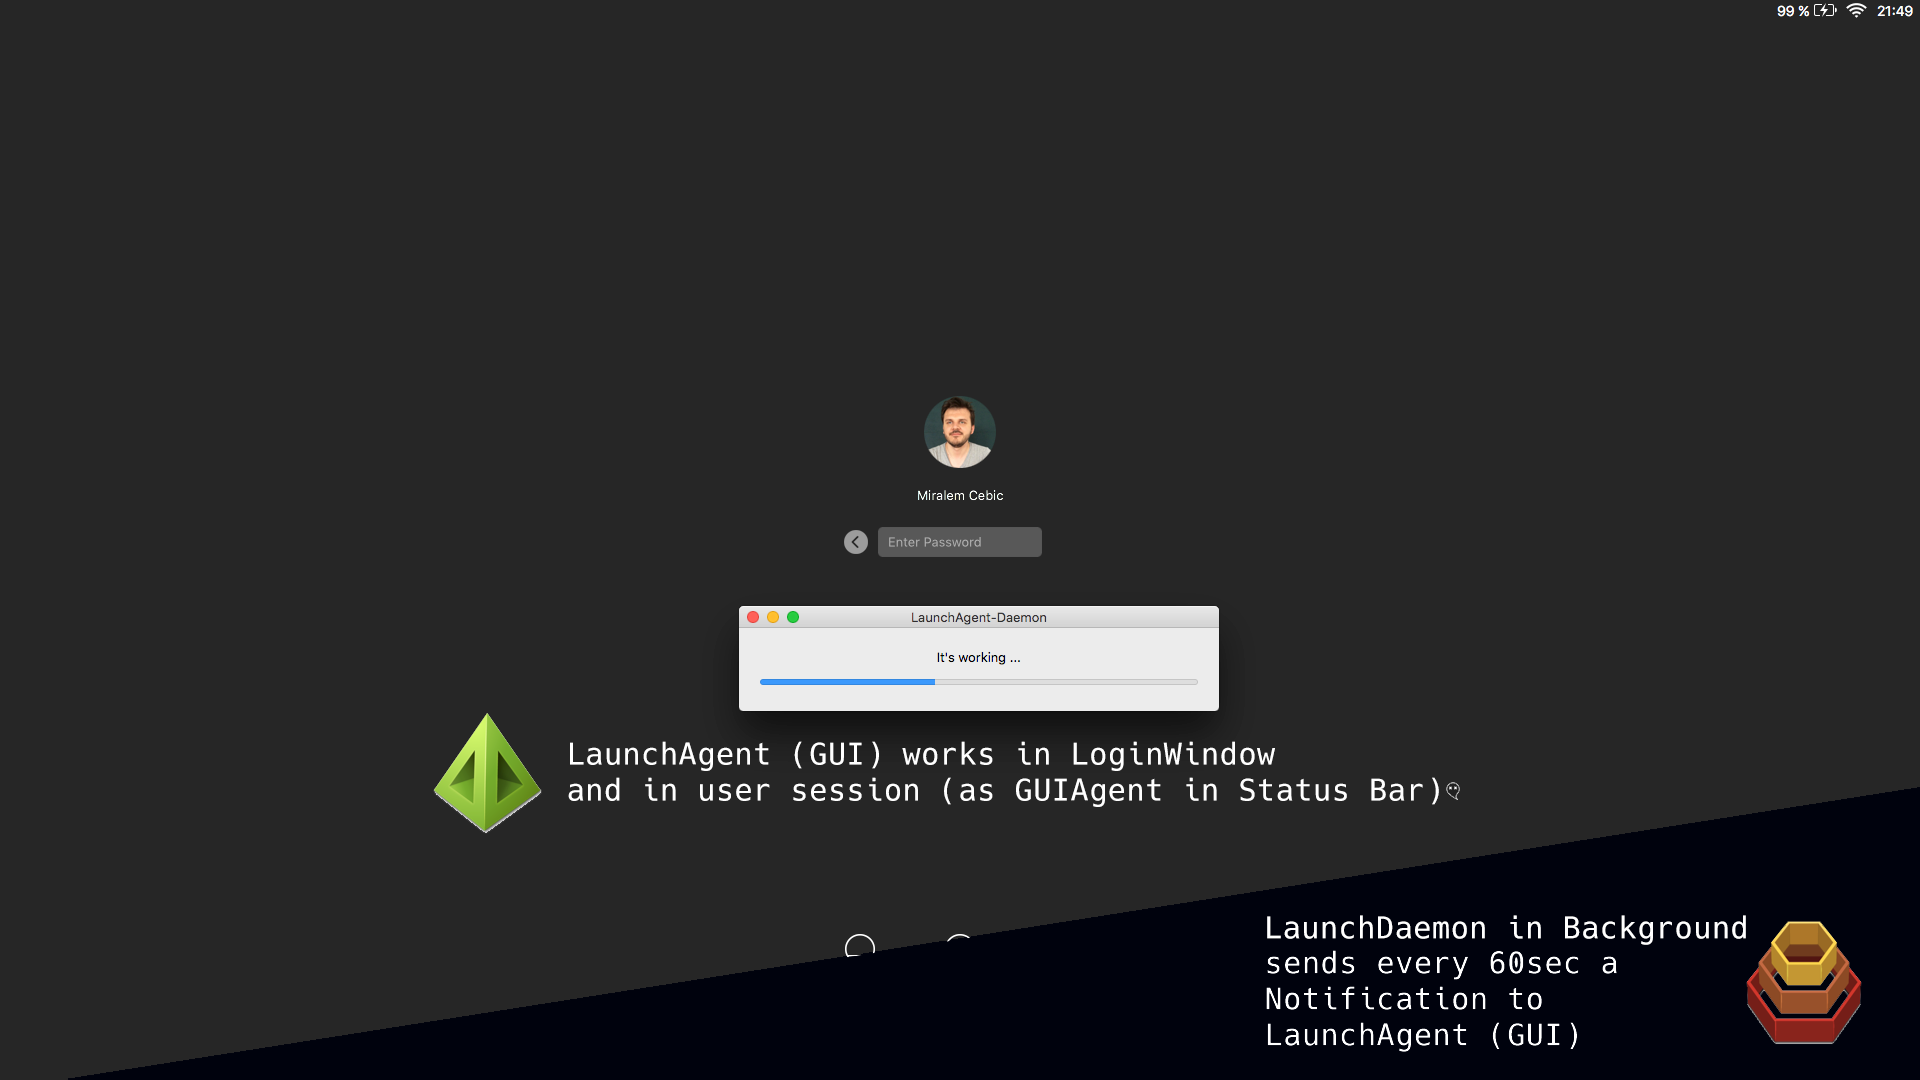 99 % 21:49
Miralem Cebic
Enter Password
LaunchAgent-Daemon
It's working ...
LaunchAgent (GUI) works in LoginWindow
and in user session (as GUIAgent in Status Bar)
LaunchDaemon in Background
sends every 60sec a
Notification to
LaunchAgent (GUI)